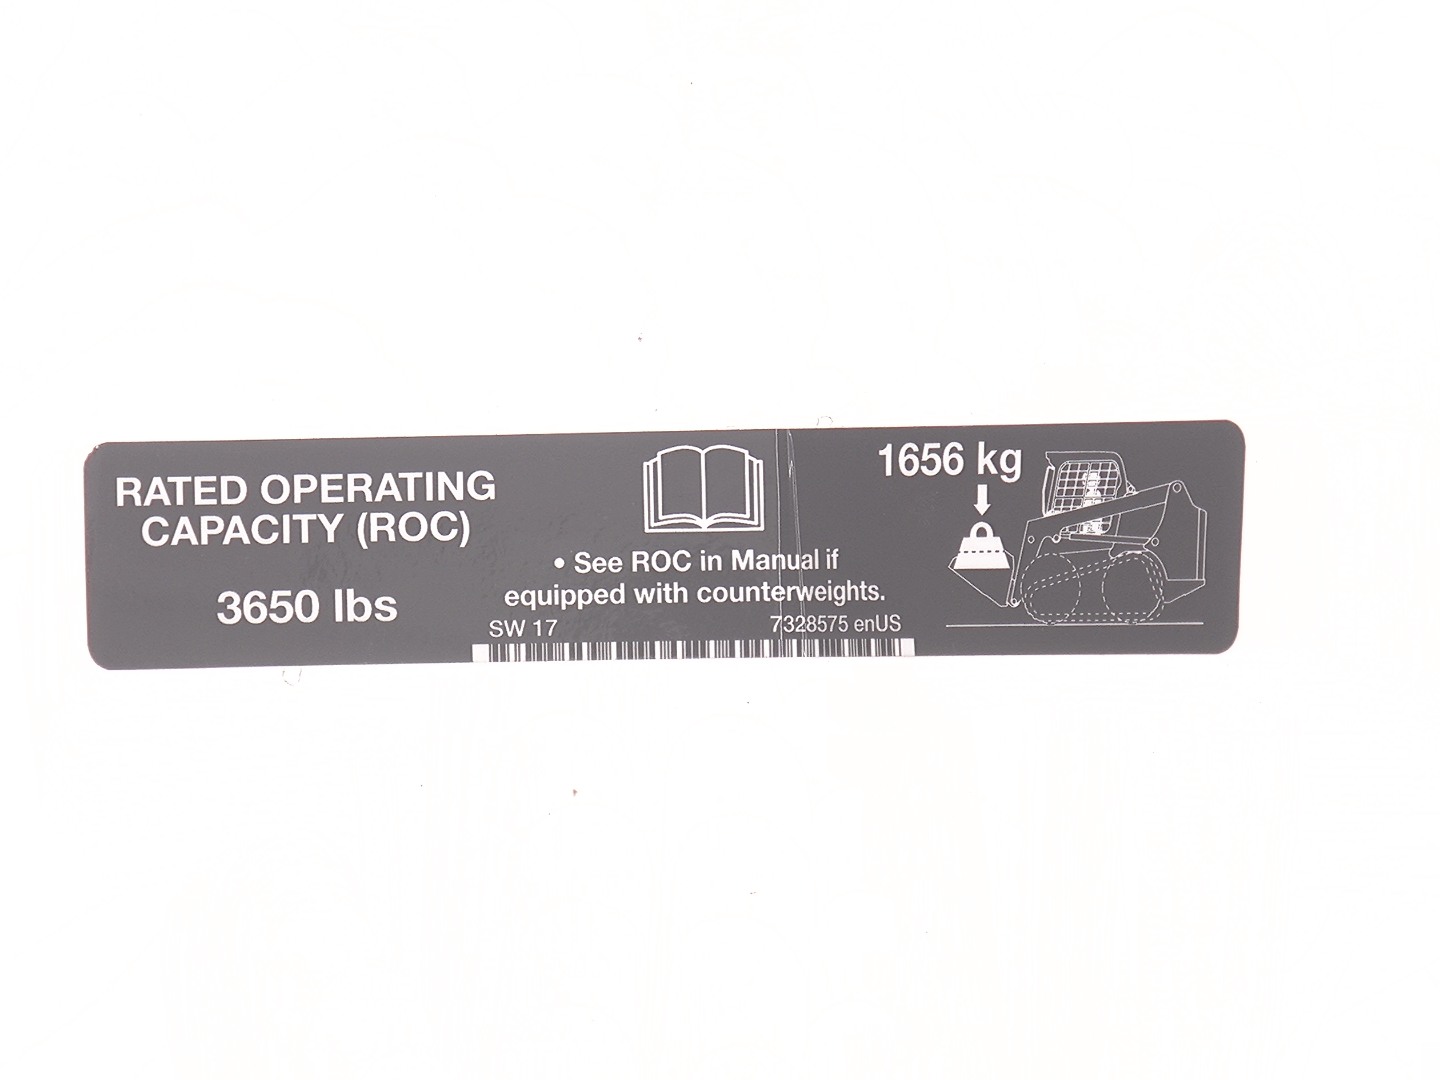 RATED OPERATING
CAPACITY (ROC)
3650 lbs
• See ROC in Manual if
equipped with counterweights.
SW 17
7328575 enUS
1656 kg